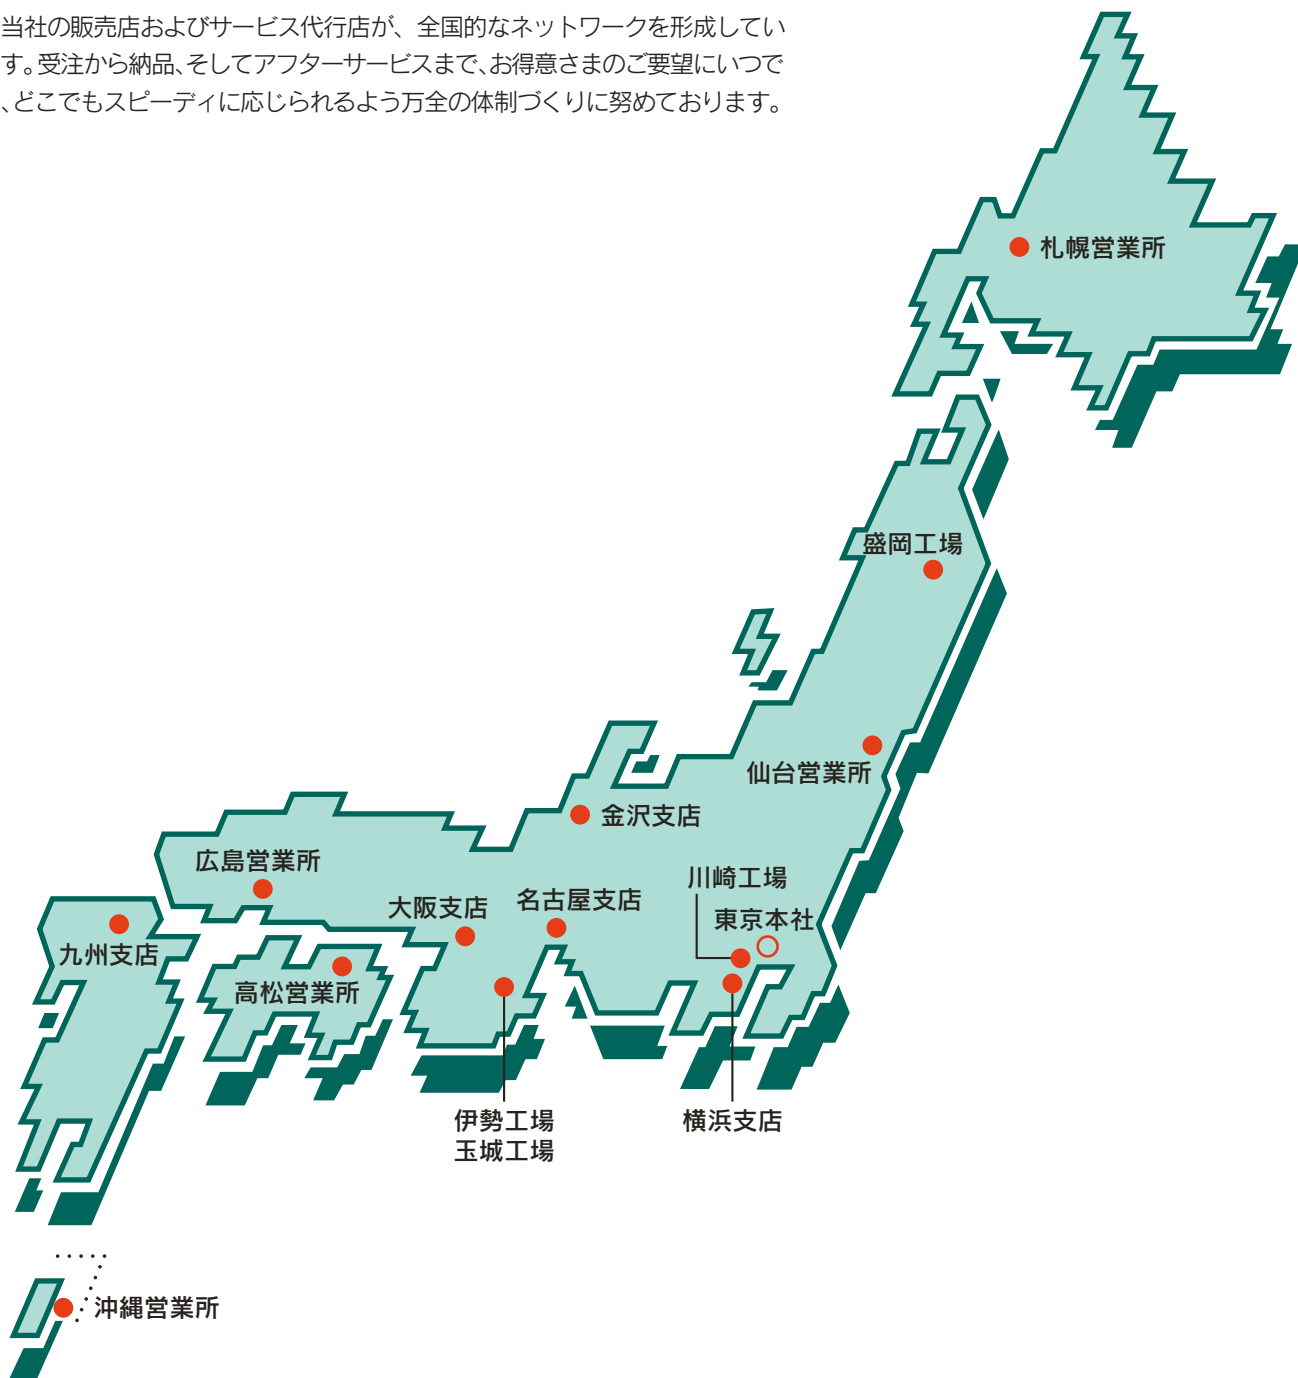 当社の販売店およびサービス代行店が、全国的なネットワークを形成してい
す。受注から納品、そしてアフターサービスまで、お得意さまのご要望にいつで
、どこでもスピーディに応じられるよう万全の体制づくりに努めております。
札幌営業所
盛岡工場
仙台営業所
金沢支店
広島営業所
川崎工場
名古屋支店
大阪支店
東京本社
九州支店
高松営業所
伊勢工場
玉城工場
横浜支店
沖縄営業所